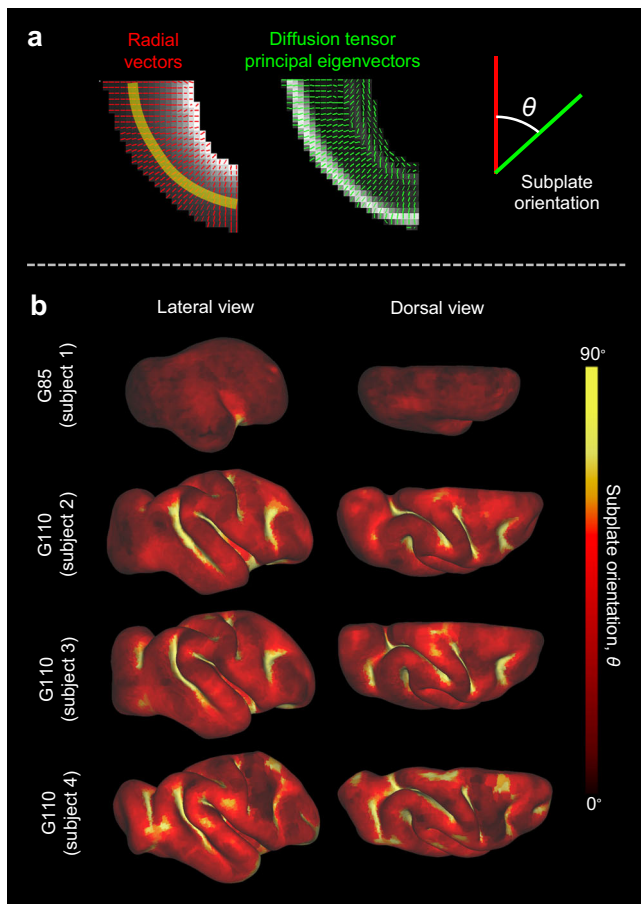 a
Radial
vectors
Diffusion tensor
principal eigenvectors
θ
Subplate
orientation
b
Lateral view
Dorsal view
G85
(subject 1)
G110
(subject 2)
G110
(subject 3)
G110
(subject 4)
90°
Subplate orientation, θ
0°